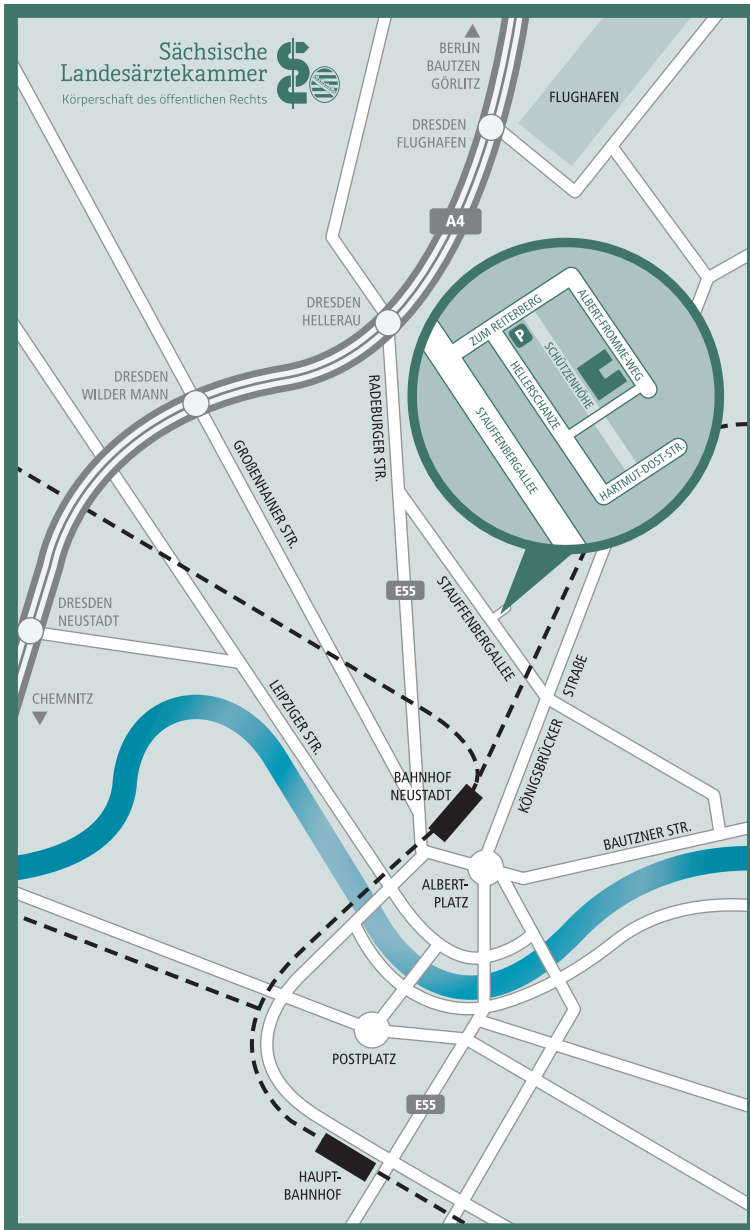 Sächsische
Landesärztekammer
Körperschaft des öffentlichen Rechts
BERLIN
BAUTZEN
GÖRLITZ
FLUGHAFEN
DRESDEN
FLUGHAFEN
A4
DRESDEN
HELLERAU
ZUM REITERBERG
ALBERT-FROMME-WEG
P
SCHÜTZENHÖHE
HELLERSCHANZE
STAUFFENBERGALLEE
HARTMUT-DOST-STR.
DRESDEN
WILDER MANN
RADEBURGER STR.
GROßENHAINER STR.
E55
STAUFFENBERGALLEE
DRESDEN
NEUSTADT
CHEMNITZ
LEIPZIGER STR.
KÖNIGSBRÜCKER STRAßE
BAHNHOF
NEUSTADT
BAUTZNER STR.
ALBERT-
PLATZ
POSTPLATZ
E55
HAUPT-
BAHNHOF